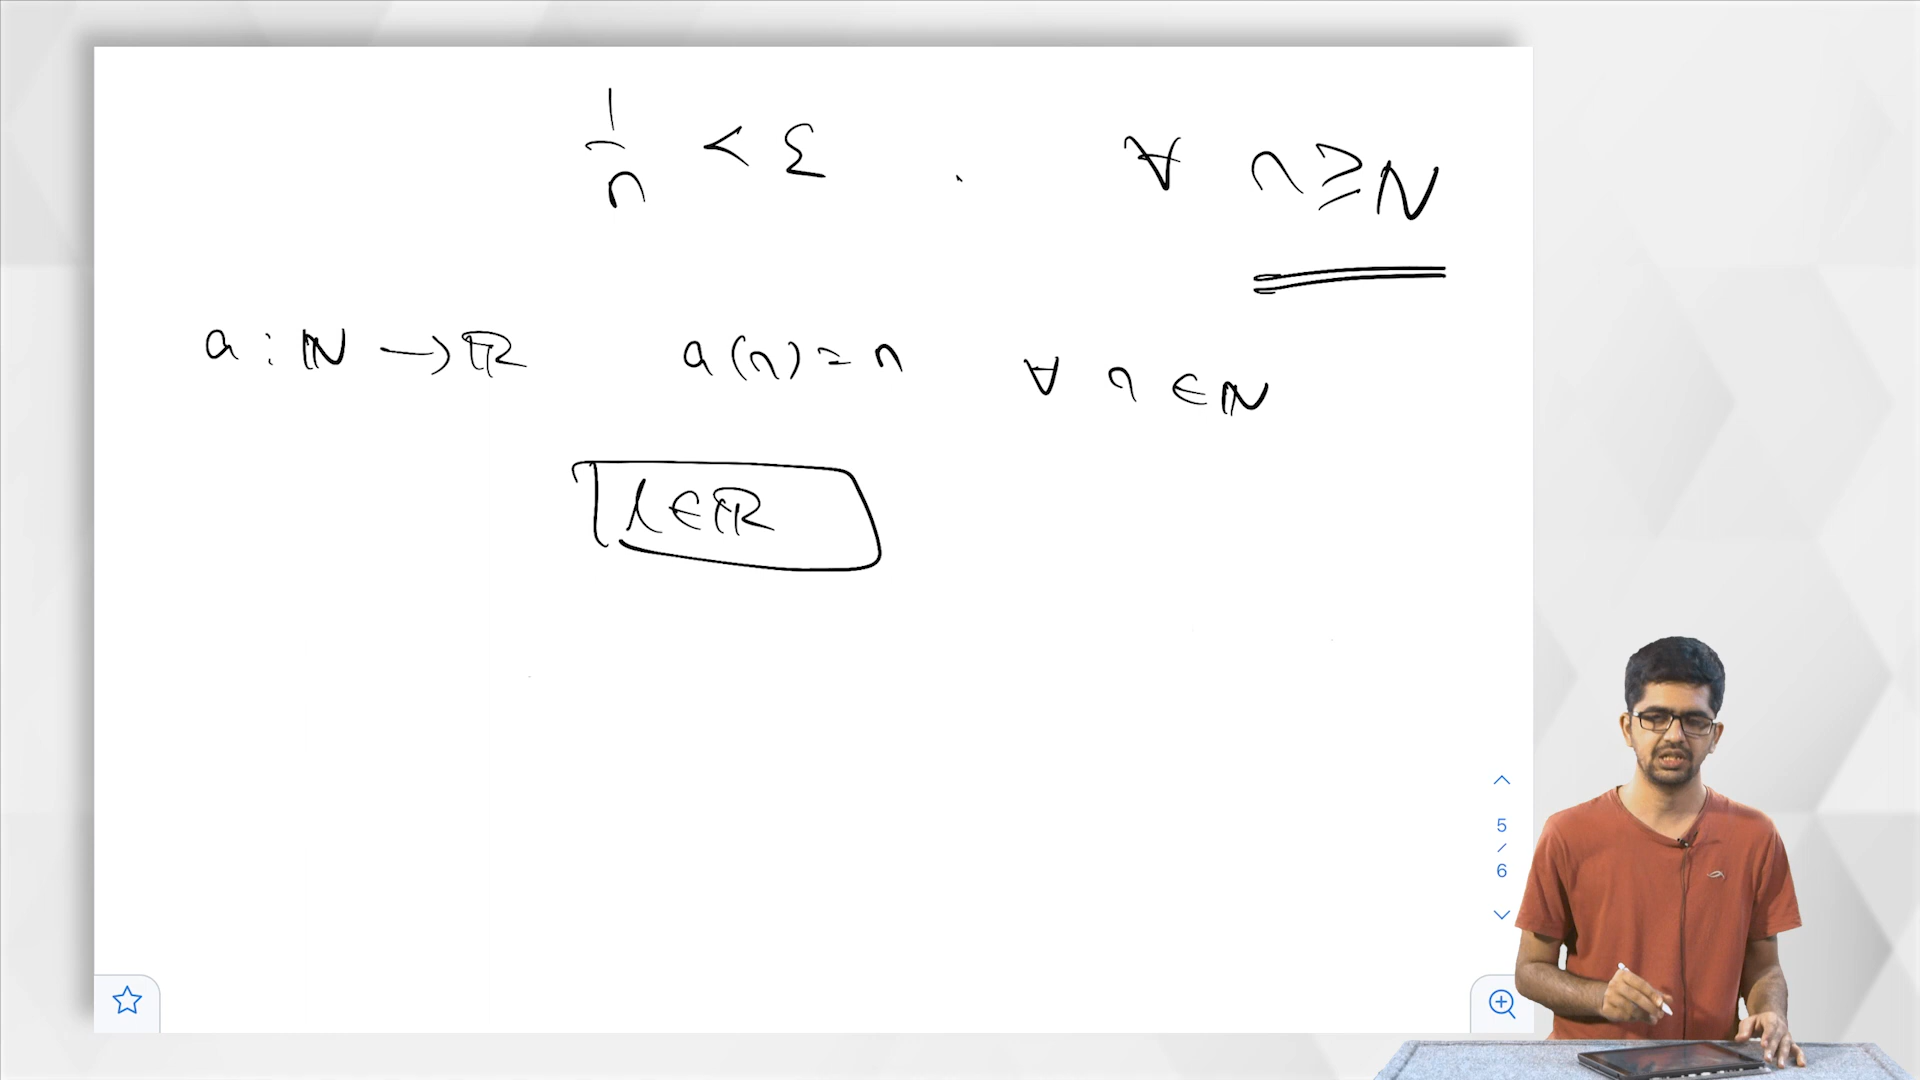 1/n < ε . ∀ n ≥ N
a : ℕ → ℝ a(n) = n ∀ n ∈ ℕ
λ ∈ ℝ
5
/
6